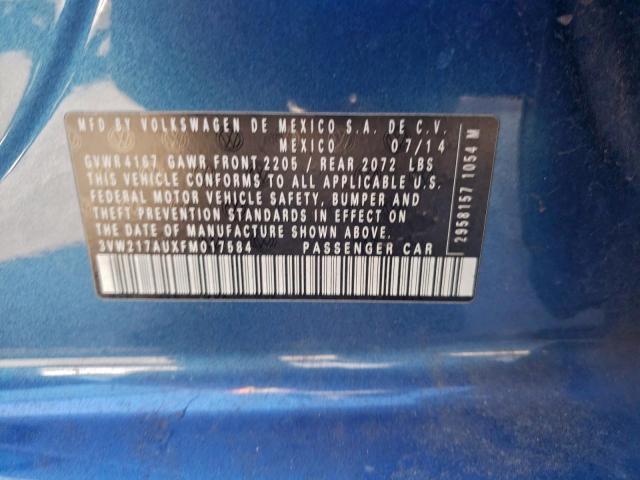 MFD BY VOLKSWAGEN DE MEXICO S.A. DE C.V.
MEXICO 07/14
GVWR 4167 GAWR FRONT 2205 / REAR 2072 LBS
THIS VEHICLE CONFORMS TO ALL APPLICABLE U.S.
FEDERAL MOTOR VEHICLE SAFETY, BUMPER AND
THEFT PREVENTION STANDARDS IN EFFECT ON
THE DATE OF MANUFACTURE SHOWN ABOVE.
3VW217AUXFM017584 PASSENGER CAR
2958157 1054 M